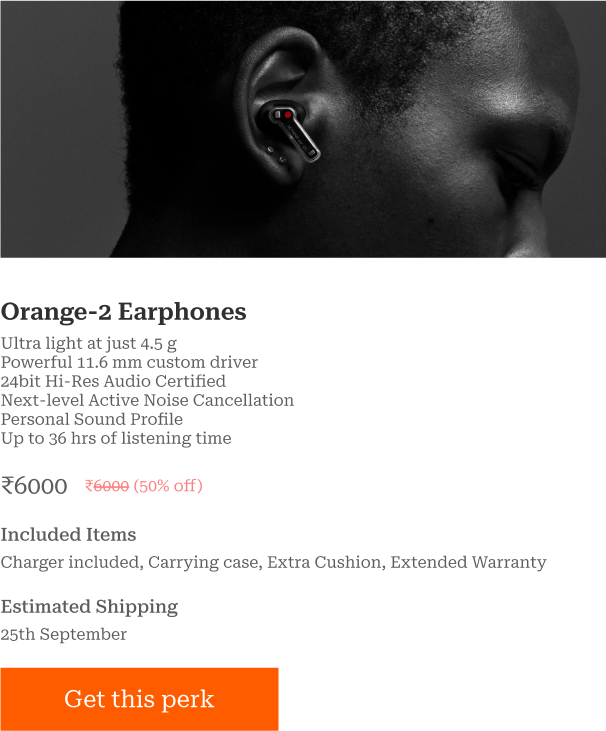 Orange-2 Earphones
Ultra light at just 4.5 g
Powerful 11.6 mm custom driver
24bit Hi-Res Audio Certified
Next-level Active Noise Cancellation
Personal Sound Profile
Up to 36 hrs of listening time
₹6000 ₹6000 (50% off)
Included Items
Charger included, Carrying case, Extra Cushion, Extended Warranty
Estimated Shipping
25th September
Get this perk